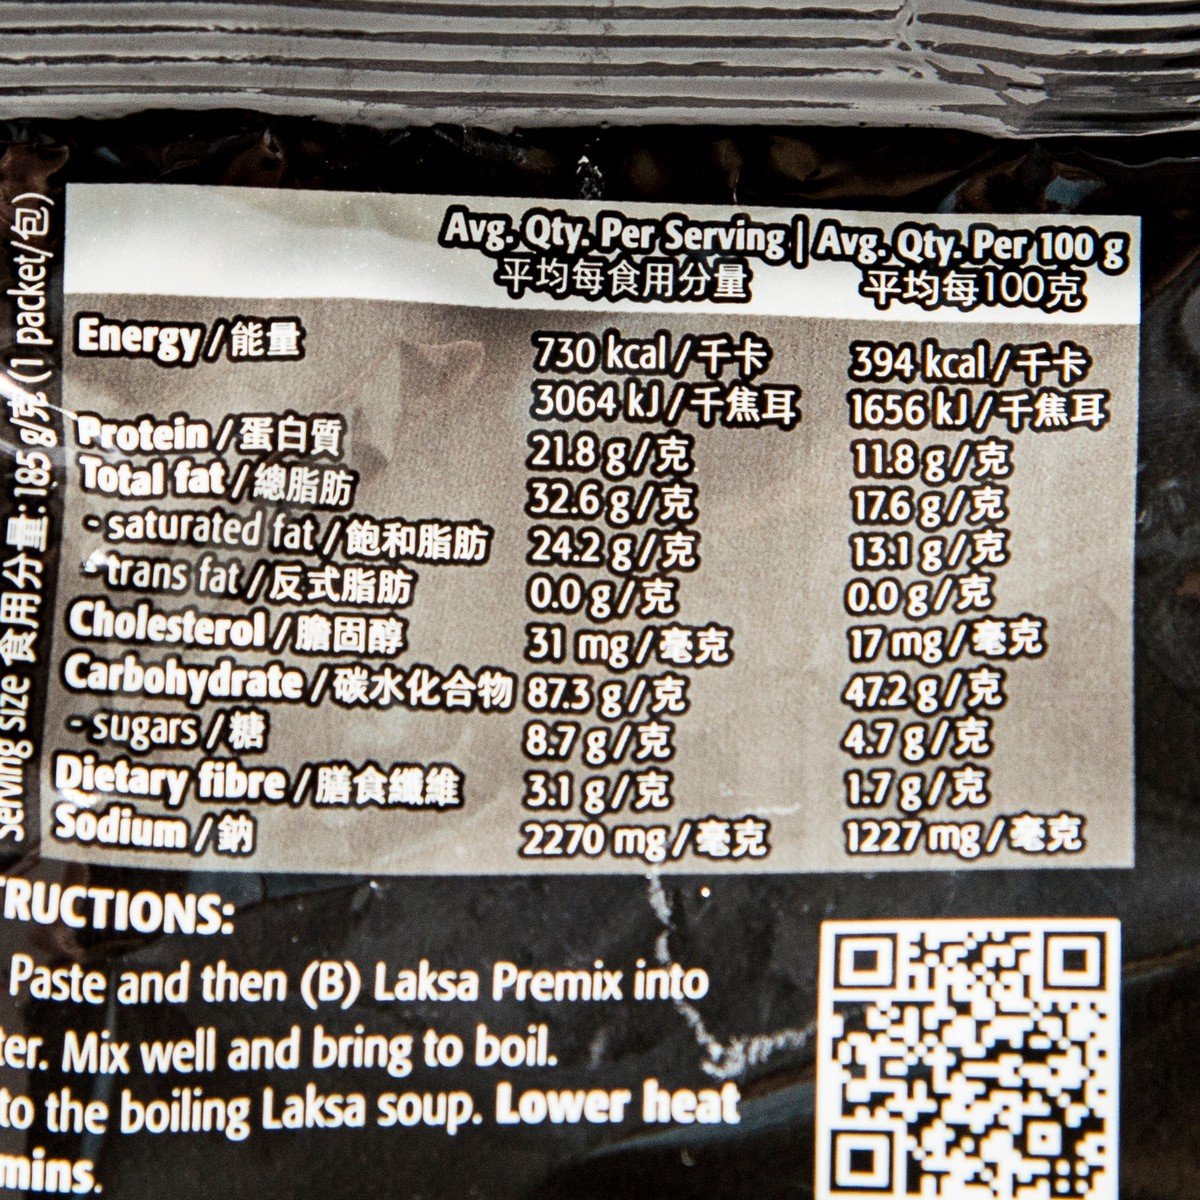 Serving size 食用分量: 185 g/克 (1 packet/包)
Avg. Qty. Per Serving | Avg. Qty. Per 100 g
平均每食用分量 平均每100克
Energy / 能量 730 kcal / 千卡 394 kcal / 千卡
3064 kJ / 千焦耳 1656 kJ / 千焦耳
Protein / 蛋白質 21.8 g / 克 11.8 g / 克
Total fat / 總脂肪 32.6 g / 克 17.6 g / 克
- saturated fat / 飽和脂肪 24.2 g / 克 13.1 g / 克
- trans fat / 反式脂肪 0.0 g / 克 0.0 g / 克
Cholesterol / 膽固醇 31 mg / 毫克 17 mg / 毫克
Carbohydrate / 碳水化合物 87.3 g / 克 47.2 g / 克
- sugars / 糖 8.7 g / 克 4.7 g / 克
Dietary fibre / 膳食纖維 3.1 g / 克 1.7 g / 克
Sodium / 鈉 2270 mg / 毫克 1227 mg / 毫克
RUCTIONS:
Paste and then (B) Laksa Premix into
ter. Mix well and bring to boil.
to the boiling Laksa soup. Lower heat
mins.